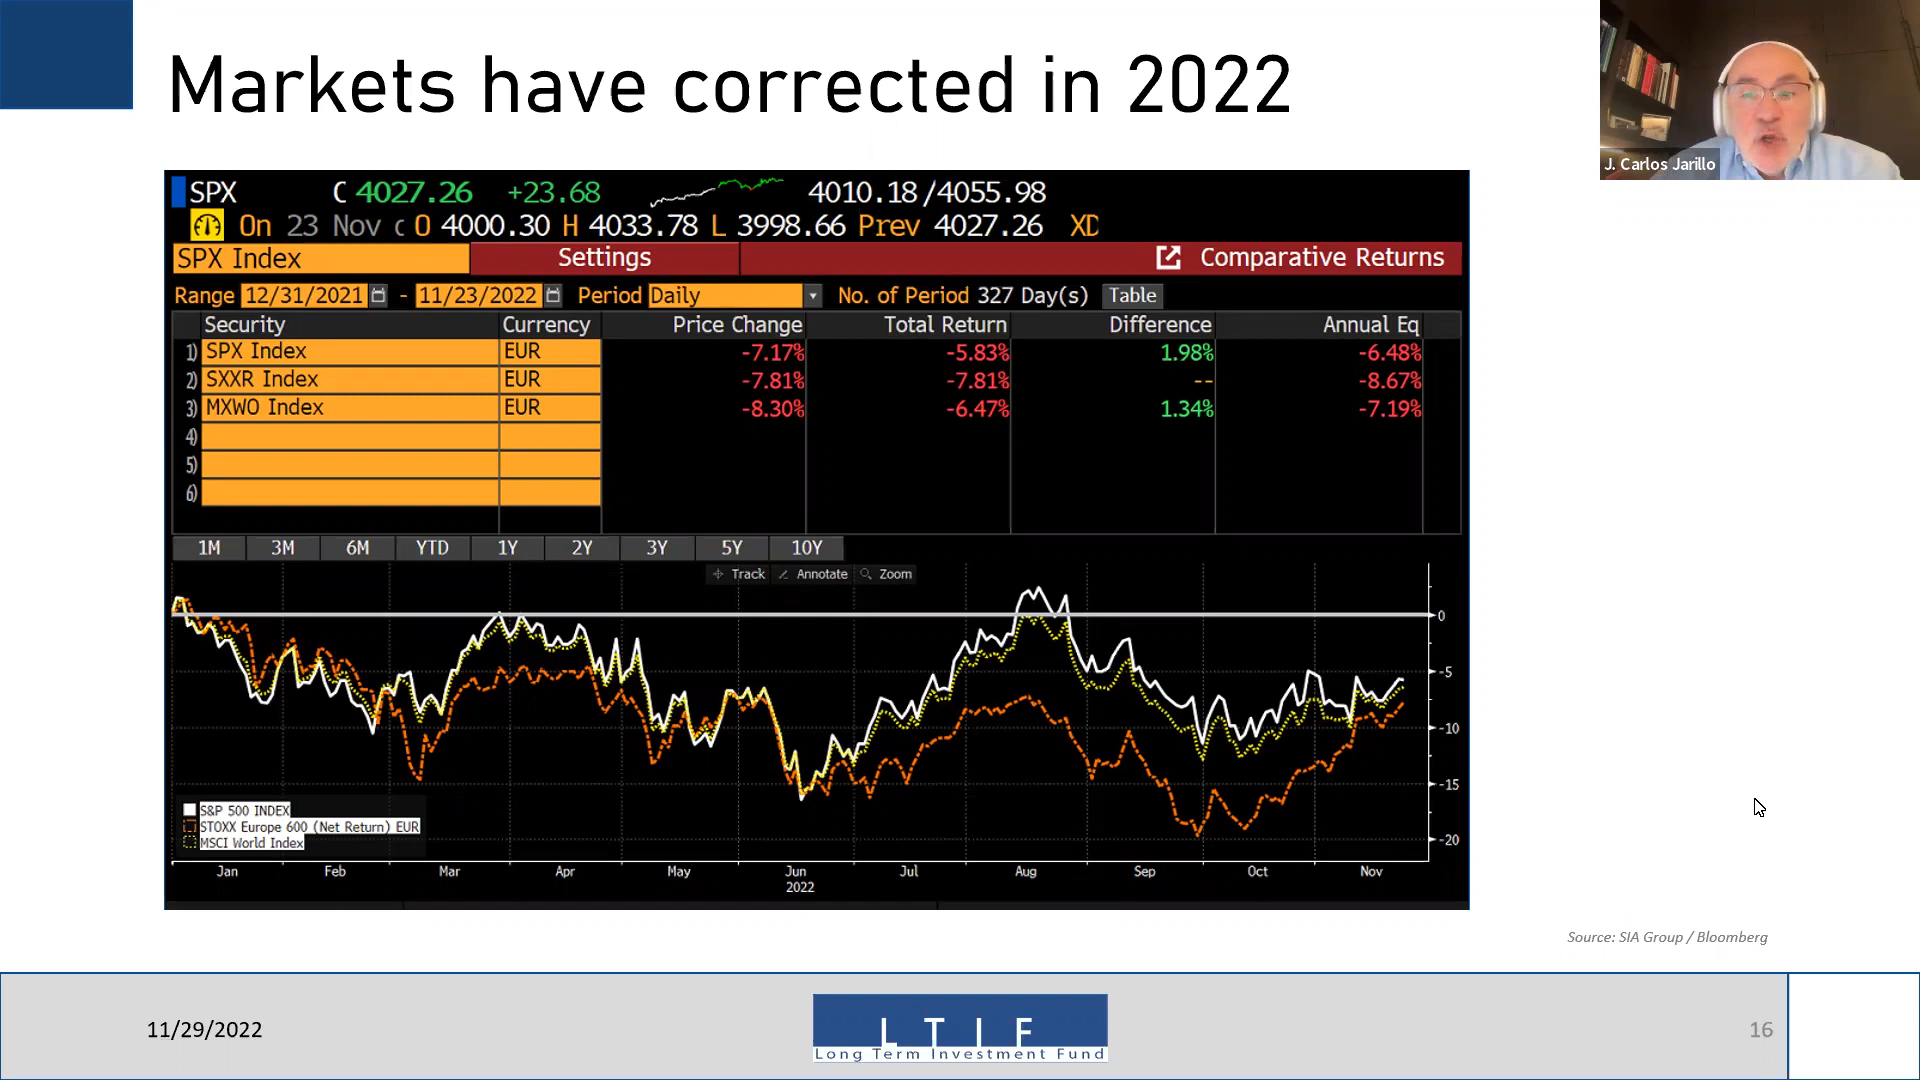 Markets have corrected in 2022
J. Carlos Jarillo
SPX C 4027.26 +23.68 4010.18/4055.98
On 23 Nov O 4000.30 H 4033.78 L 3998.66 Prev 4027.26 XD
SPX Index Settings Comparative Returns
Range 12/31/2021 - 11/23/2022 Period Daily No. of Period 327 Day(s) Table
Security Currency Price Change Total Return Difference Annual Eq
1) SPX Index EUR -7.17% -5.83% 1.98% -6.48%
2) SXXR Index EUR -7.81% -7.81% -- -8.67%
3) MXWO Index EUR -8.30% -6.47% 1.34% -7.19%
4)
5)
6)
1M 3M 6M YTD 1Y 2Y 3Y 5Y 10Y
Track Annotate Zoom
0
-5
-10
-15
-20
S&P 500 INDEX
STOXX Europe 600 (Net Return) EUR
MSCI World Index
Jan Feb Mar Apr May Jun Jul Aug Sep Oct Nov
2022
Source: SIA Group / Bloomberg
11/29/2022
LTIF
Long Term Investment Fund
16